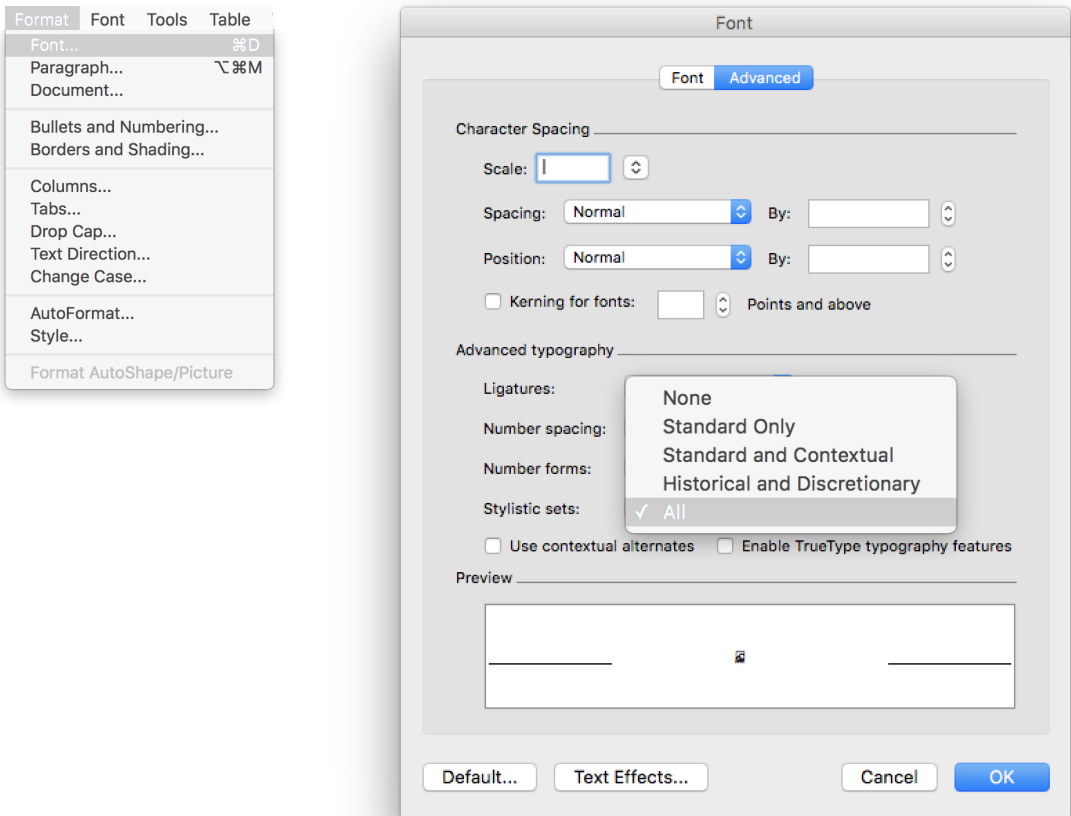 Format Font Tools Table
Font... ⌘D
Paragraph... ⌥⌘M
Document...
Bullets and Numbering...
Borders and Shading...
Columns...
Tabs...
Drop Cap...
Text Direction...
Change Case...
AutoFormat...
Style...
Format AutoShape/Picture
Font
Font Advanced
Character Spacing
Scale:
Spacing: Normal By:
Position: Normal By:
Kerning for fonts: Points and above
Advanced typography
Ligatures:
Number spacing:
Number forms:
Stylistic sets:
None
Standard Only
Standard and Contextual
Historical and Discretionary
✓ All
Use contextual alternates Enable TrueType typography features
Preview
Default... Text Effects... Cancel OK